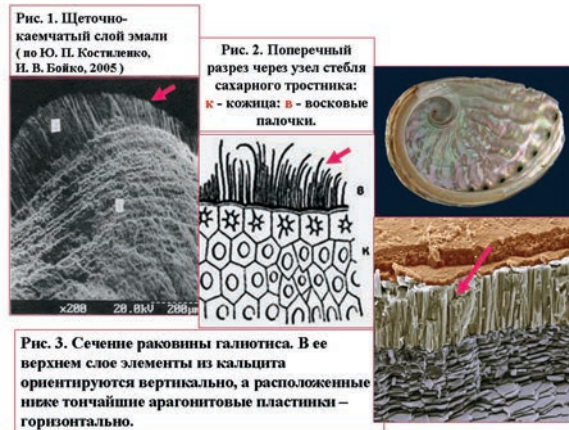 Рис. 1. Щеточно-
каемчатый слой эмали
( по Ю. П. Костиленко,
И. В. Бойко, 2005 )
x200 20.0kV 200μm
Рис. 2. Поперечный
разрез через узел стебля
сахарного тростника:
к - кожица: в - восковые
палочки.
в
к
Рис. 3. Сечение раковины галиотиса. В ее
верхнем слое элементы из кальцита
ориентируются вертикально, а расположенные
ниже тончайшие арагонитовые пластинки –
горизонтально.